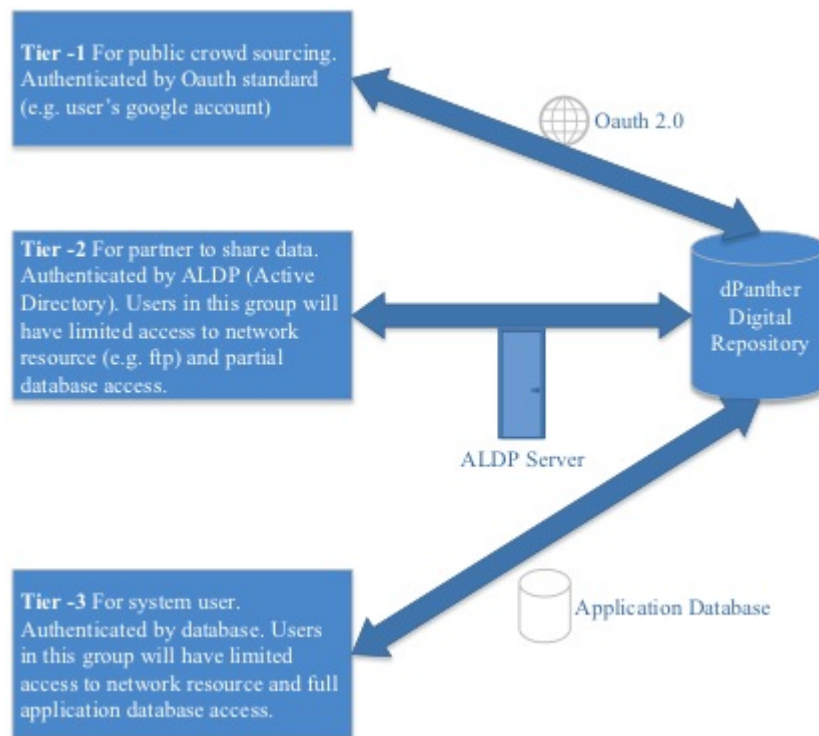 Tier -1 For public crowd sourcing.
Authenticated by Oauth standard
(e.g. user's google account)
Oauth 2.0
Tier -2 For partner to share data.
Authenticated by ALDP (Active
Directory). Users in this group will
have limited access to network
resource (e.g. ftp) and partial
database access.
dPanther
Digital
Repository
ALDP Server
Tier -3 For system user.
Authenticated by database. Users
in this group will have limited
access to network resource and full
application database access.
Application Database